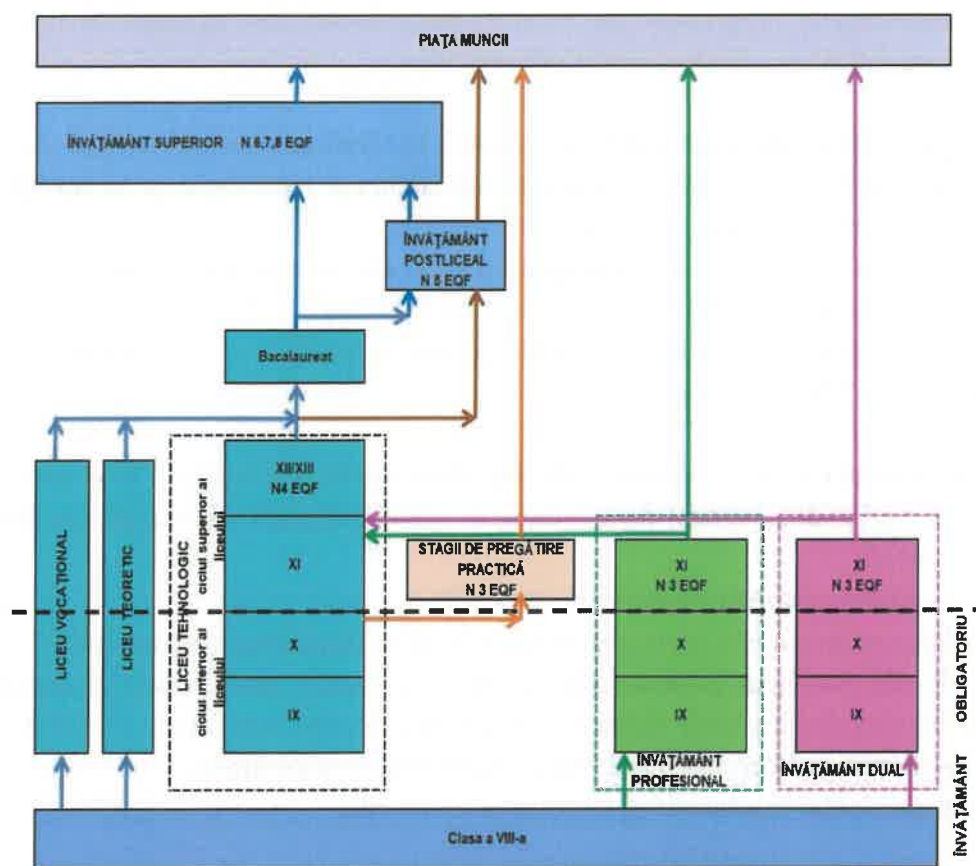 PIAȚA MUNCII
ÎNVĂȚĂMÂNT SUPERIOR N 6,7,8 EQF
ÎNVĂȚĂMÂNT
POSTLICEAL
N 5 EQF
Bacalaureat
LICEU VOCAȚIONAL
LICEU TEORETIC
LICEU TEHNOLOGIC
ciclul superior al
liceului
ciclul inferior al
liceului
XII/XIII
N4 EQF
XI
X
IX
STAGII DE PREGĂTIRE
PRACTICĂ
N 3 EQF
XI
N 3 EQF
X
IX
ÎNVĂȚĂMÂNT
PROFESIONAL
XI
N 3 EQF
X
IX
ÎNVĂȚĂMÂNT DUAL
ÎNVĂȚĂMÂNT OBLIGATORIU
Clasa a VIII-a